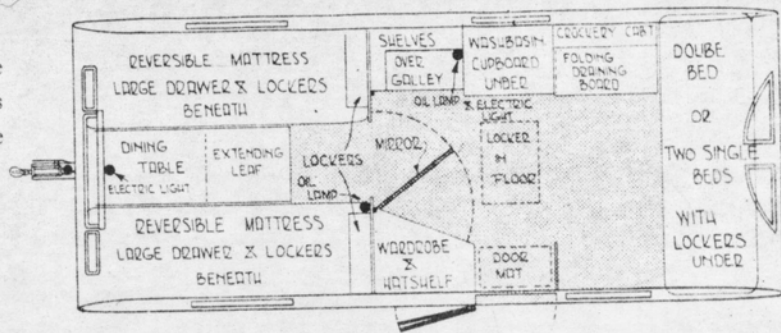 REVERSIBLE MATTRESS
LARGE DRAWER & LOCKERS
BENEATH
SHELVES
OVER
GALLEY
OIL LAMP
& ELECTRIC
LIGHT
WASHBASIN
CUPBOARD
UNDER
CROCKERY CABT
FOLDING
DRAINING
BOARD
DOUBE
BED
OR
TWO SINGLE
BEDS
WITH
LOCKERS
UNDER
DINING
TABLE
ELECTRIC LIGHT
EXTENDING
LEAF
LOCKERS
OIL
LAMP
MIRROR
LOCKER
IN
FLOOR
REVERSIBLE MATTRESS
LARGE DRAWER & LOCKERS
BENEATH
WARDROBE
&
HATSHELF
DOOR
MAT